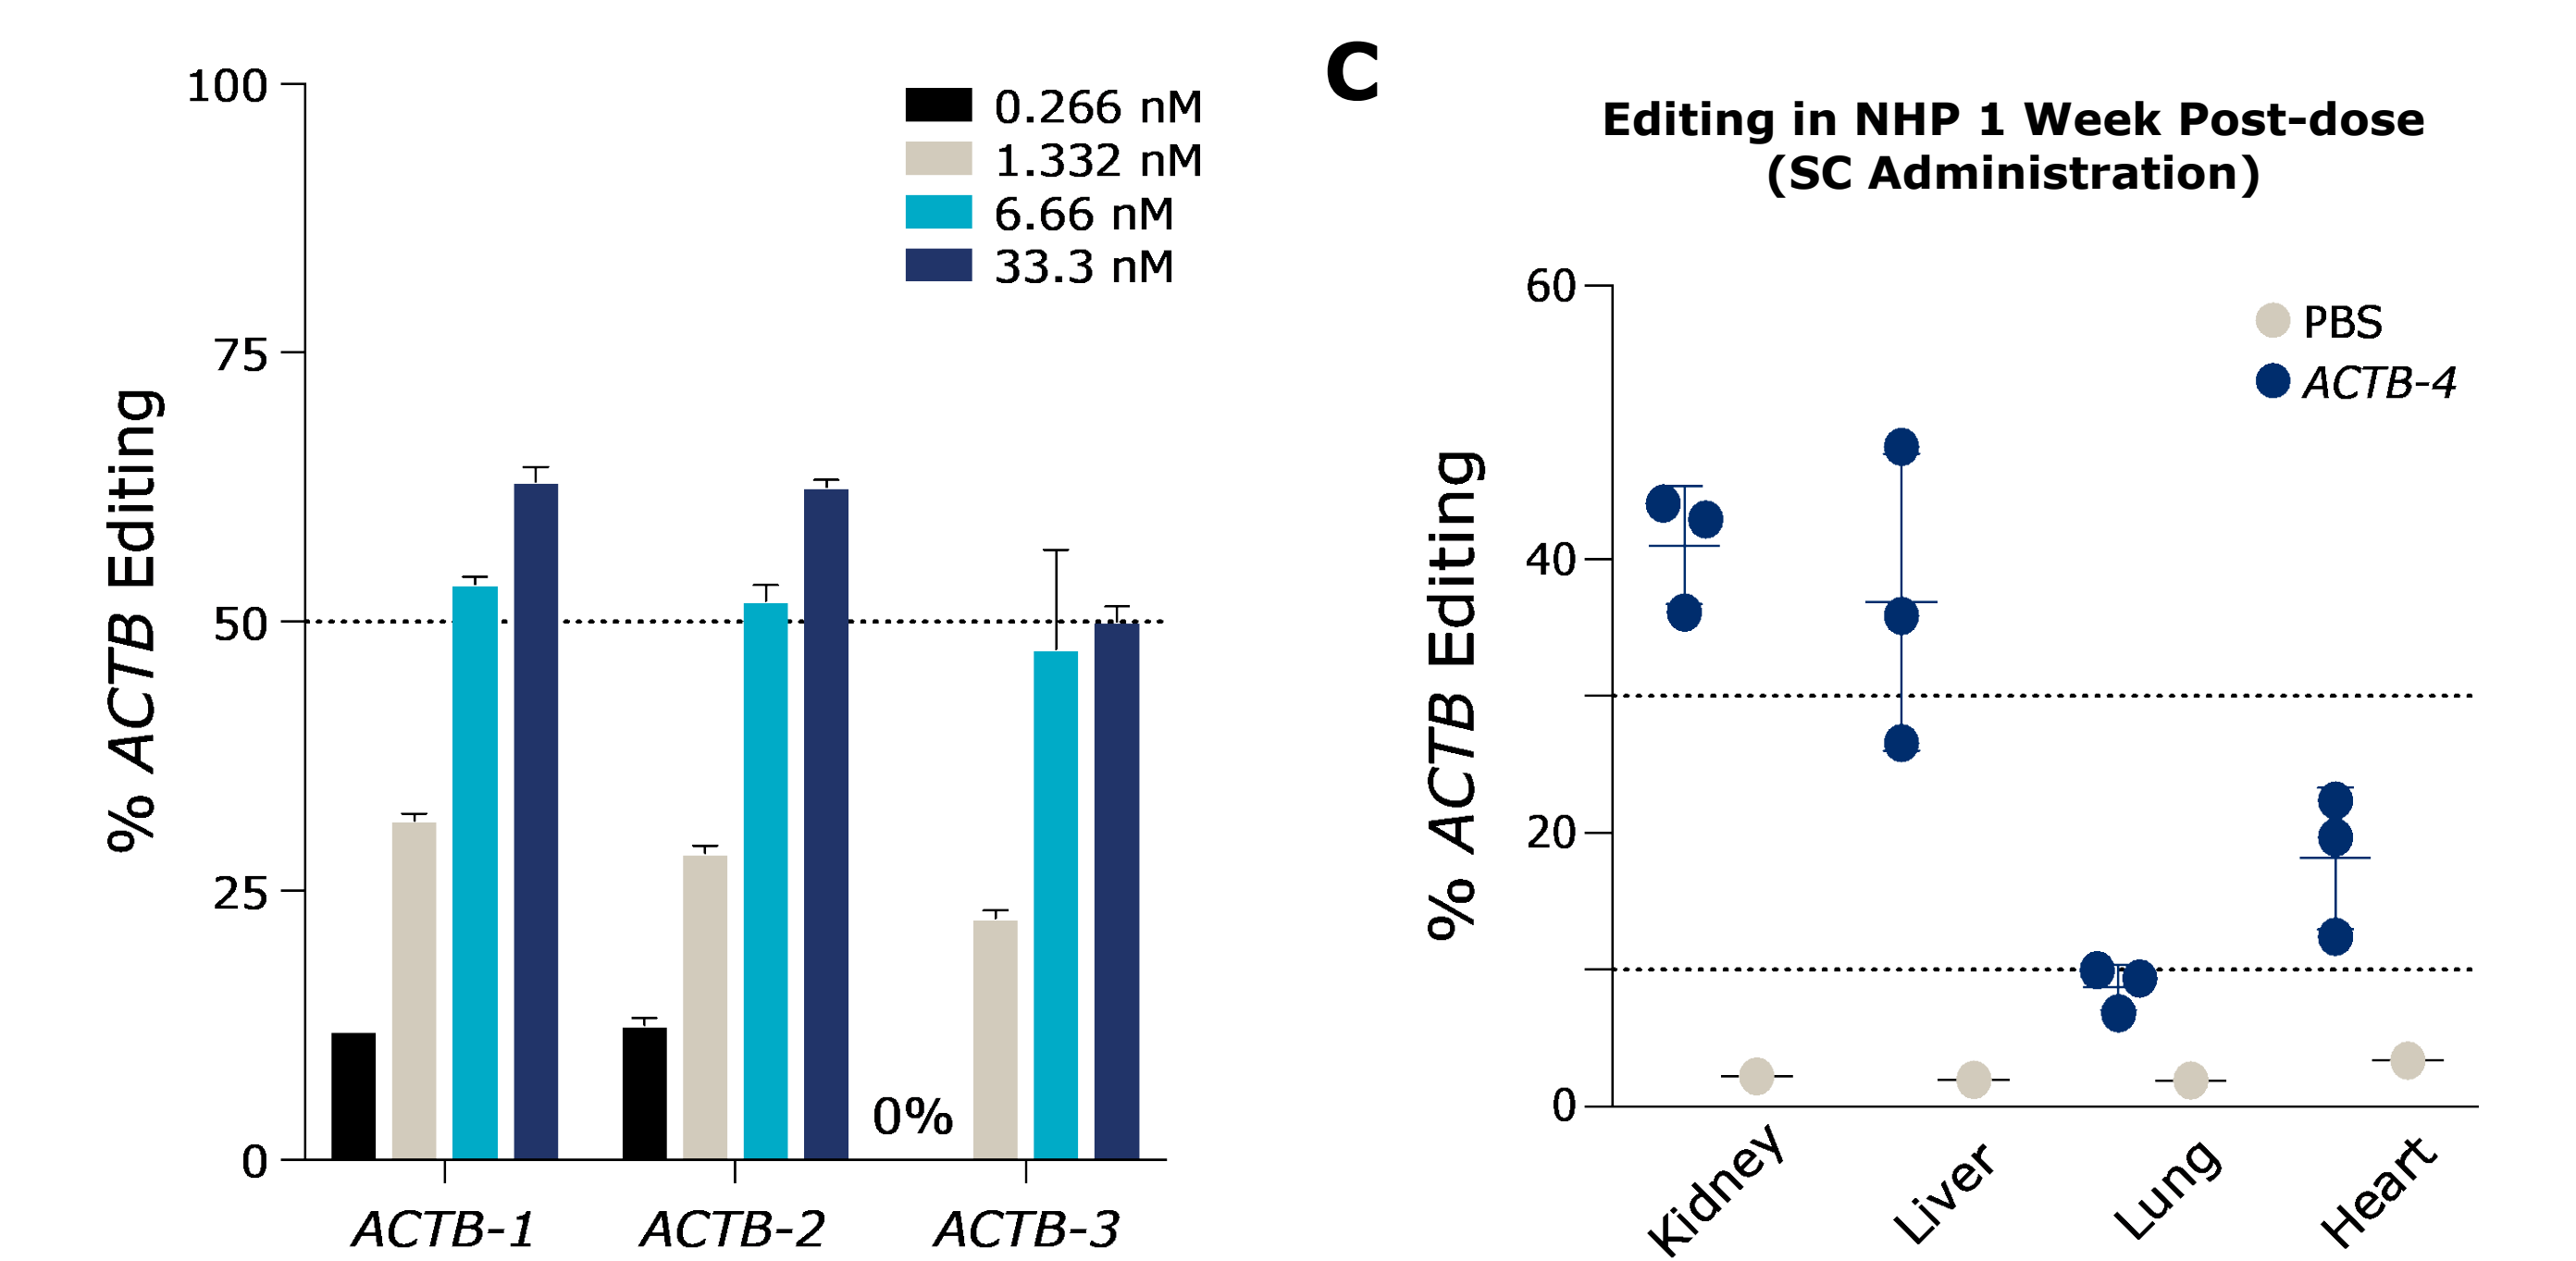 % ACTB Editing
100
75
50
25
0
0.266 nM
1.332 nM
6.66 nM
33.3 nM
0%
ACTB-1
ACTB-2
ACTB-3
C
Editing in NHP 1 Week Post-dose
(SC Administration)
% ACTB Editing
60
40
20
0
PBS
ACTB-4
Kidney
Liver
Lung
Heart